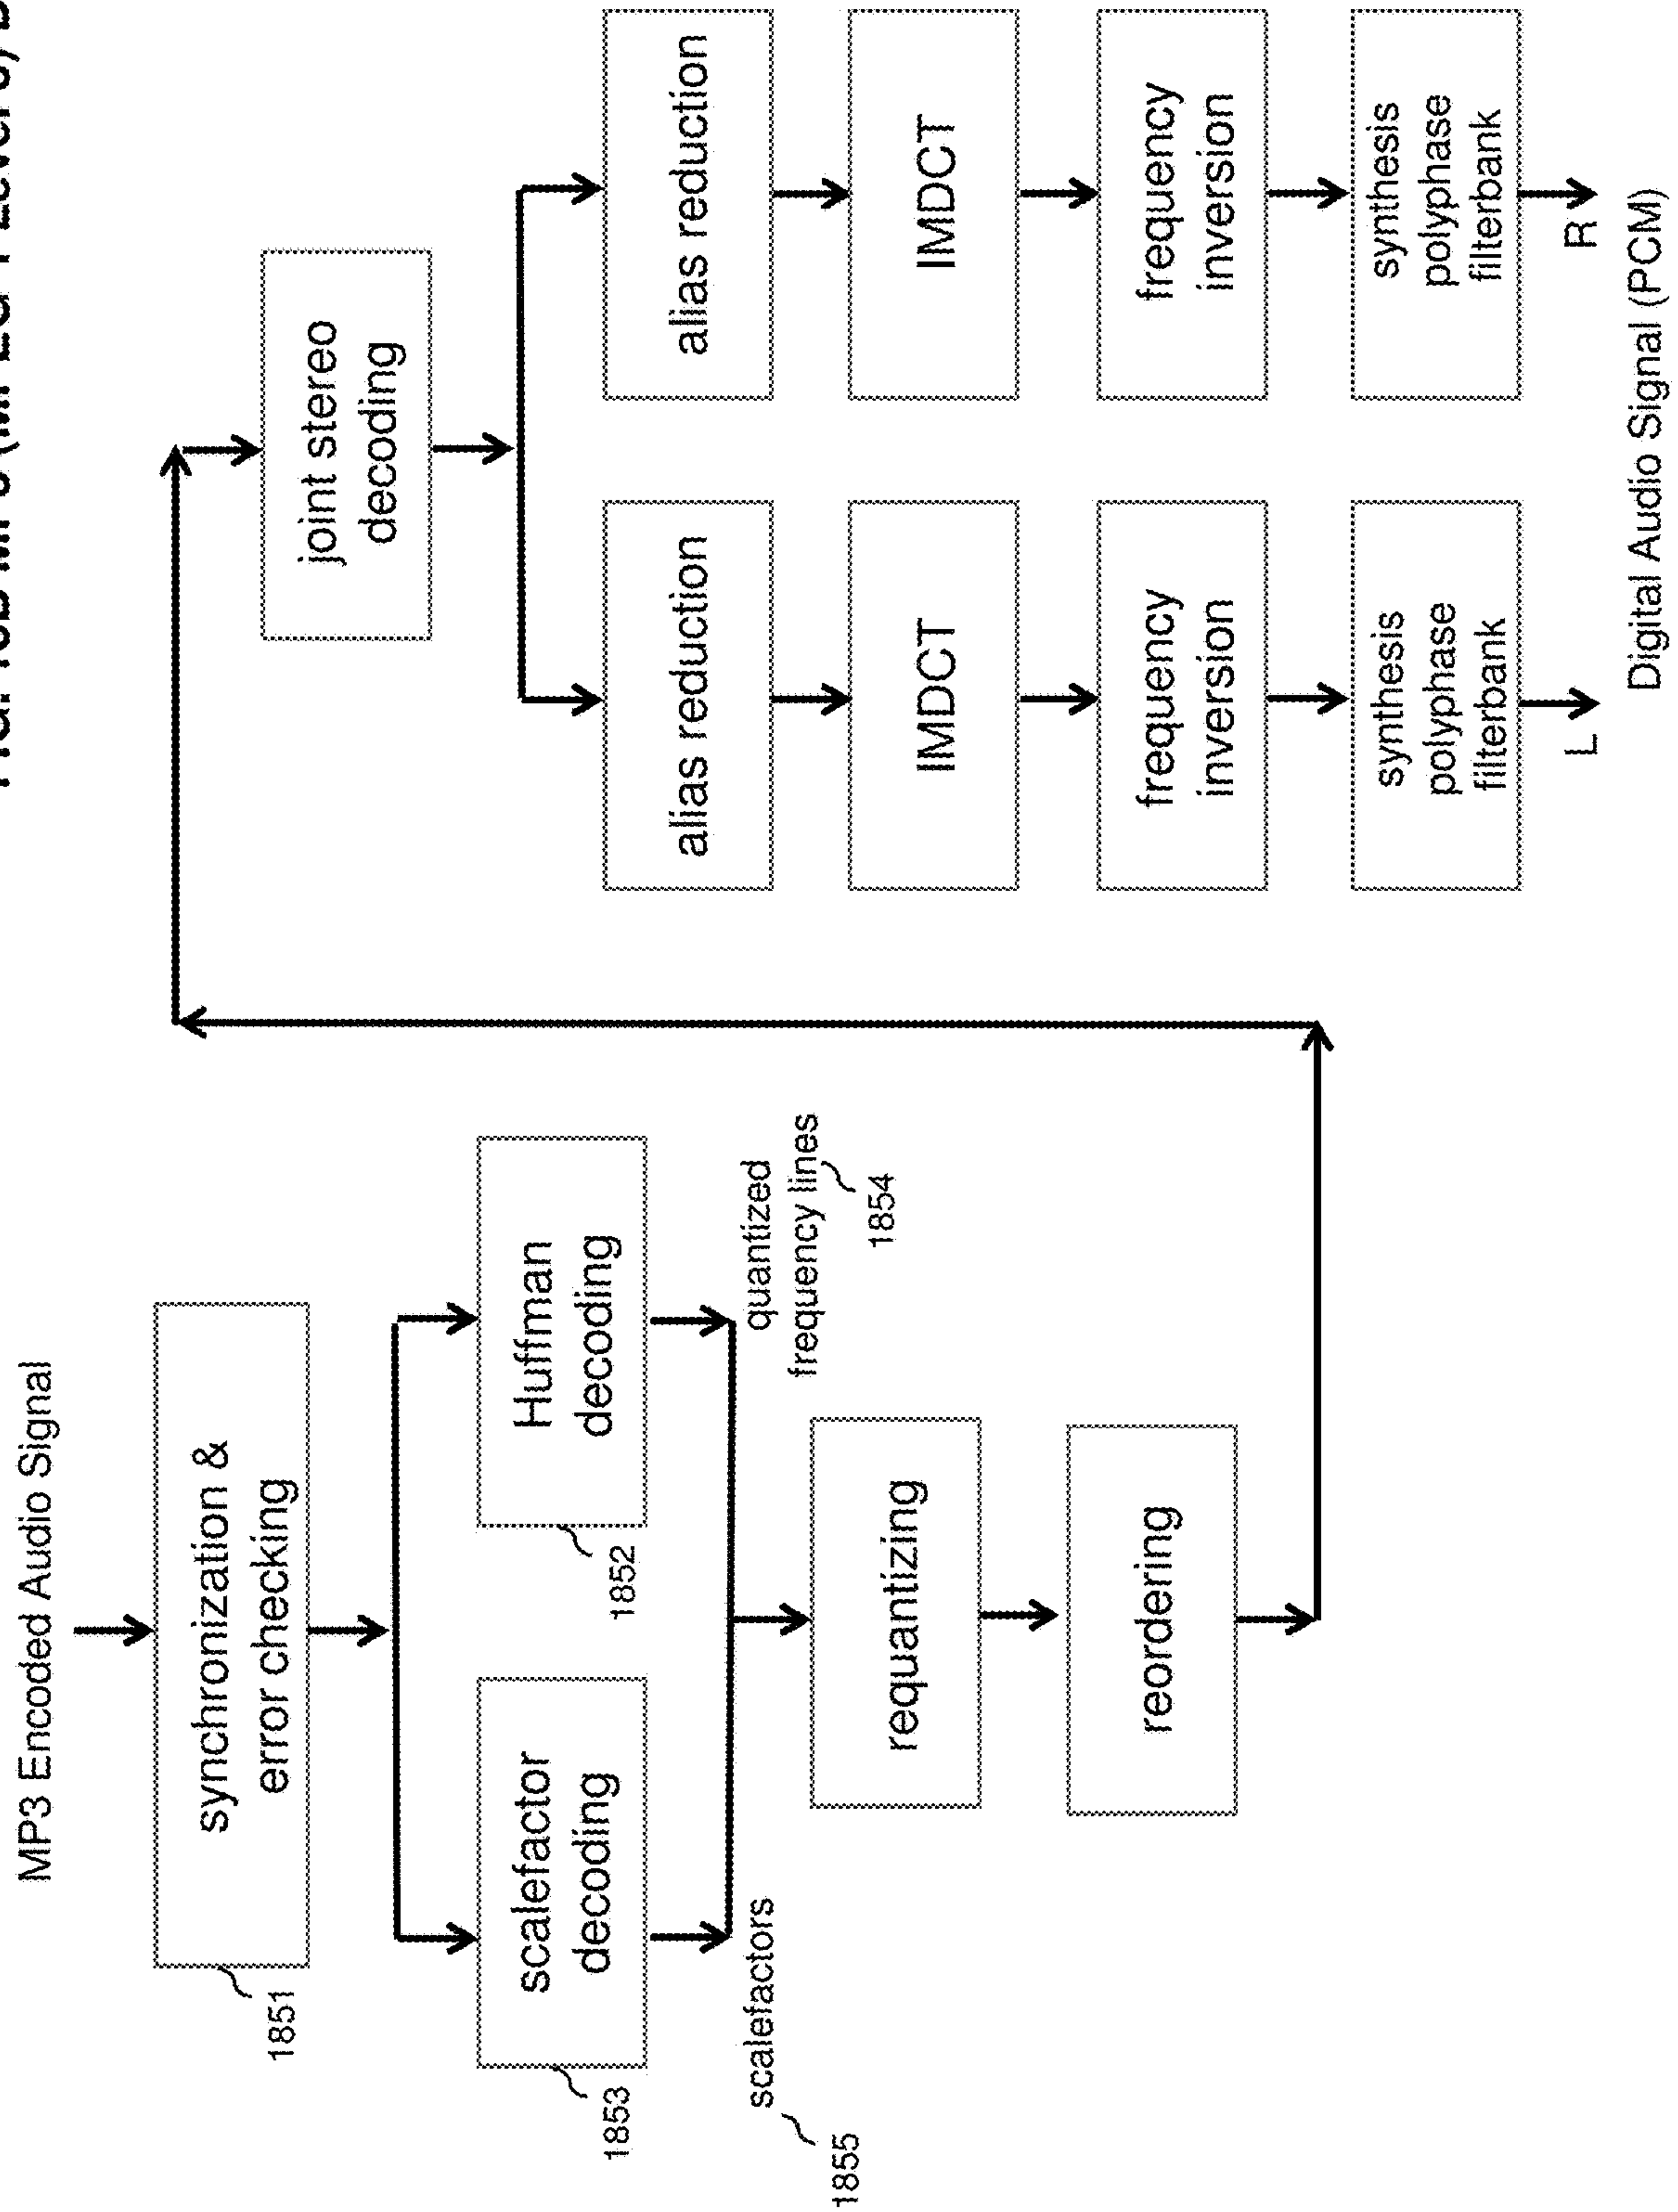 MP3 Encoded Audio Signal
synchronization &
error checking
1851
scalefactor
decoding
1853
Huffman
decoding
1852
scalefactors
1855
quantized
frequency lines
1854
requantizing
reordering
joint stereo
decoding
alias reduction
alias reduction
IMDCT
IMDCT
frequency
inversion
frequency
inversion
synthesis
polyphase
filterbank
synthesis
polyphase
filterbank
L
R
Digital Audio Signal (PCM)